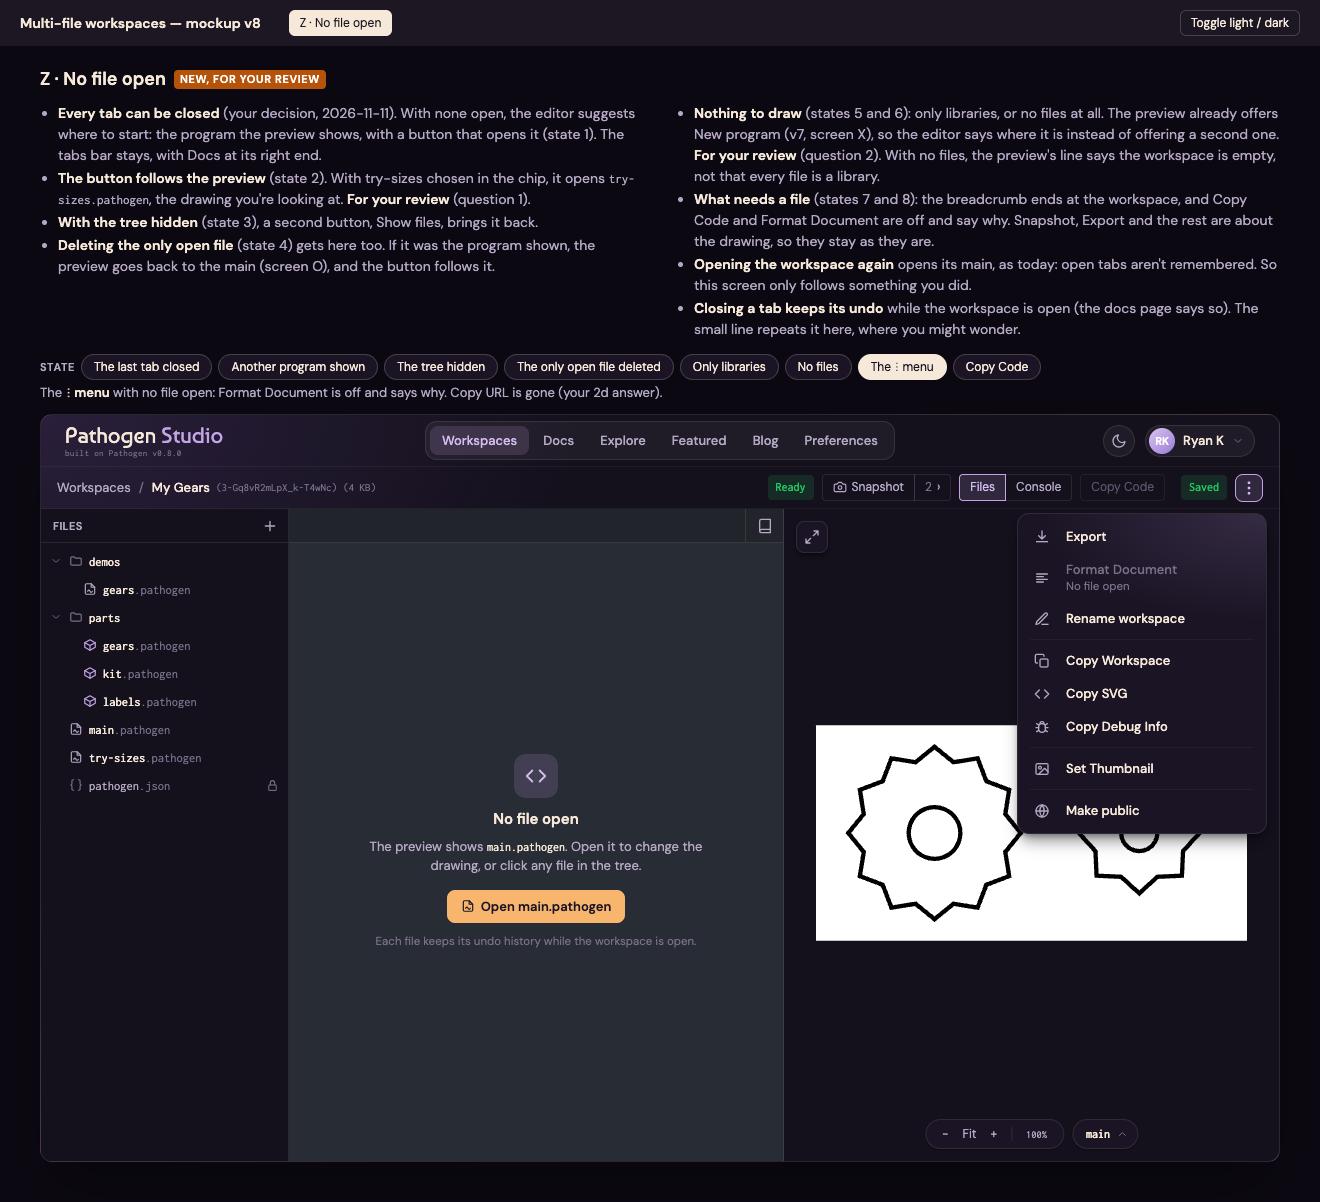 Multi-file workspaces — mockup v8
Z · No file open
Toggle light / dark
Z · No file open
NEW, FOR YOUR REVIEW
Every tab can be closed (your decision, 2026-11-11). With none open, the editor suggests
where to start: the program the preview shows, with a button that opens it (state 1). The
tabs bar stays, with Docs at its right end.
The button follows the preview (state 2). With try-sizes chosen in the chip, it opens try-
sizes.pathogen, the drawing you're looking at. For your review (question 1).
With the tree hidden (state 3), a second button, Show files, brings it back.
Deleting the only open file (state 4) gets here too. If it was the program shown, the
preview goes back to the main (screen O), and the button follows it.
Nothing to draw (states 5 and 6): only libraries, or no files at all. The preview already offers
New program (v7, screen X), so the editor says where it is instead of offering a second one.
For your review (question 2). With no files, the preview's line says the workspace is empty,
not that every file is a library.
What needs a file (states 7 and 8): the breadcrumb ends at the workspace, and Copy
Code and Format Document are off and say why. Snapshot, Export and the rest are about
the drawing, so they stay as they are.
Opening the workspace again opens its main, as today: open tabs aren't remembered. So
this screen only follows something you did.
Closing a tab keeps its undo while the workspace is open (the docs page says so). The
small line repeats it here, where you might wonder.
STATE
The last tab closed
Another program shown
The tree hidden
The only open file deleted
Only libraries
No files
The ⋮ menu
Copy Code
The ⋮ menu with no file open: Format Document is off and says why. Copy URL is gone (your 2d answer).
Pathogen Studio
built on Pathogen v0.8.0
Workspaces
Docs
Explore
Featured
Blog
Preferences
RK
Ryan K
Workspaces / My Gears (3-Gq8vR2mLpX_k-T4wNc) (4 KB)
Ready
Snapshot
2 ›
Files
Console
Copy Code
Saved
FILES
demos
gears.pathogen
parts
gears.pathogen
kit.pathogen
labels.pathogen
main.pathogen
try-sizes.pathogen
{} pathogen.json
No file open
The preview shows main.pathogen. Open it to change the
drawing, or click any file in the tree.
Open main.pathogen
Each file keeps its undo history while the workspace is open.
Export
Format Document
No file open
Rename workspace
Copy Workspace
Copy SVG
Copy Debug Info
Set Thumbnail
Make public
- Fit + 100%
main